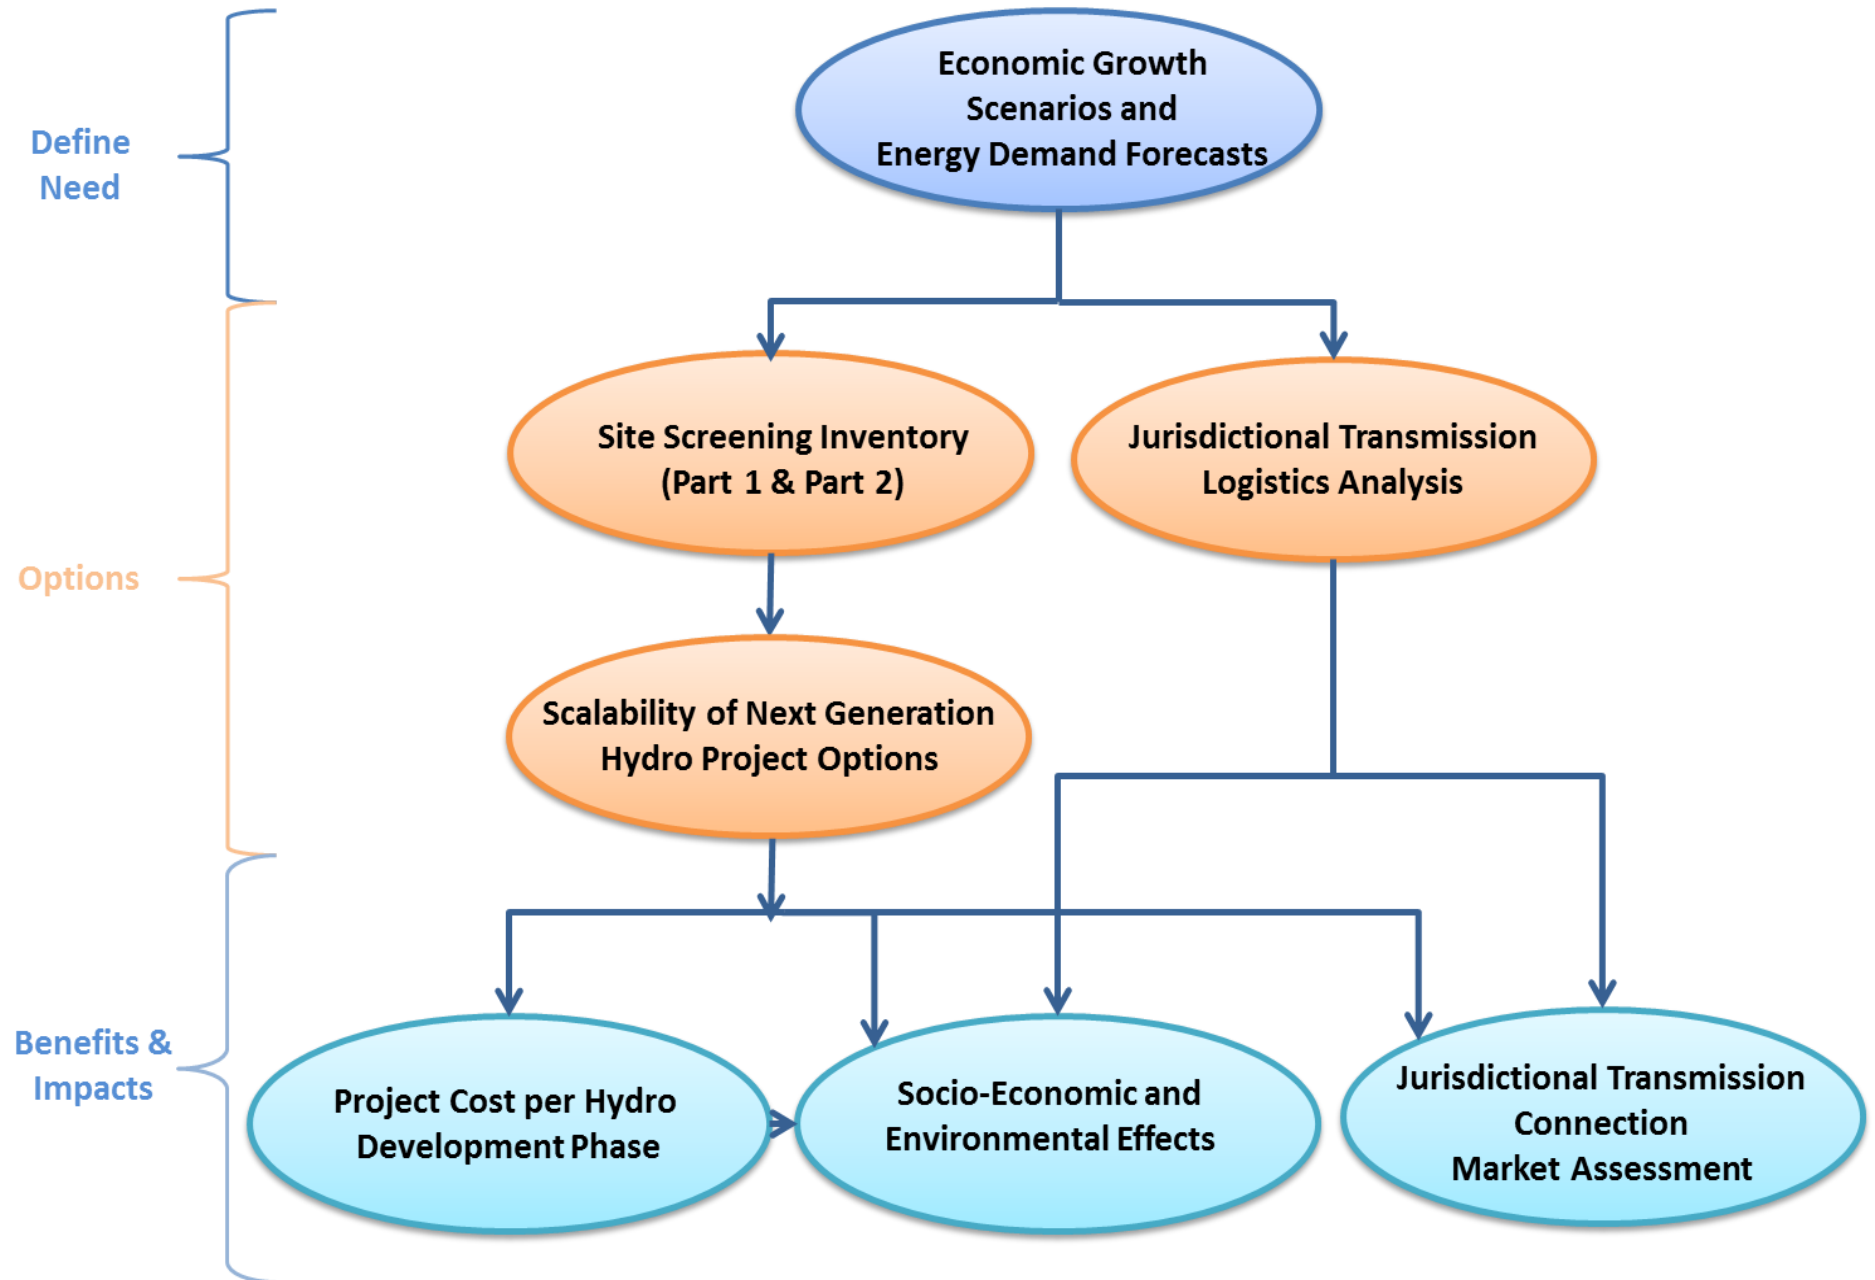 Economic Growth
Scenarios and
Energy Demand Forecasts
Define
Need
Site Screening Inventory
(Part 1 & Part 2)
Jurisdictional Transmission
Logistics Analysis
Options
Scalability of Next Generation
Hydro Project Options
Benefits &
Impacts
Project Cost per Hydro
Development Phase
Socio-Economic and
Environmental Effects
Jurisdictional Transmission
Connection
Market Assessment